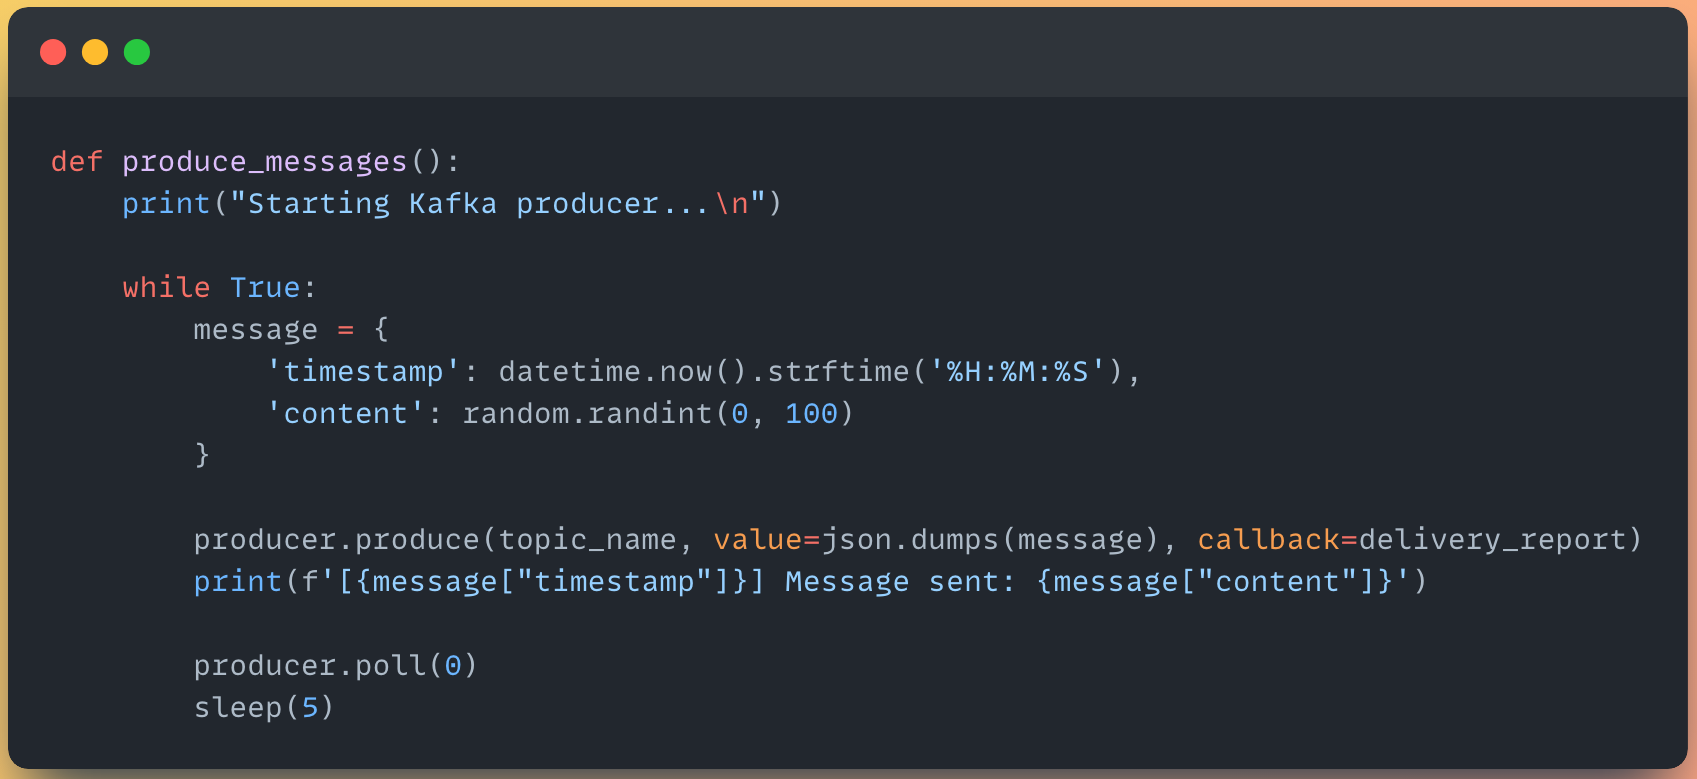 def produce_messages():
    print("Starting Kafka producer...\n")

    while True:
        message = {
            'timestamp': datetime.now().strftime('%H:%M:%S'),
            'content': random.randint(0, 100)
        }

        producer.produce(topic_name, value=json.dumps(message), callback=delivery_report)
        print(f'[{message["timestamp"]}] Message sent: {message["content"]}')

        producer.poll(0)
        sleep(5)